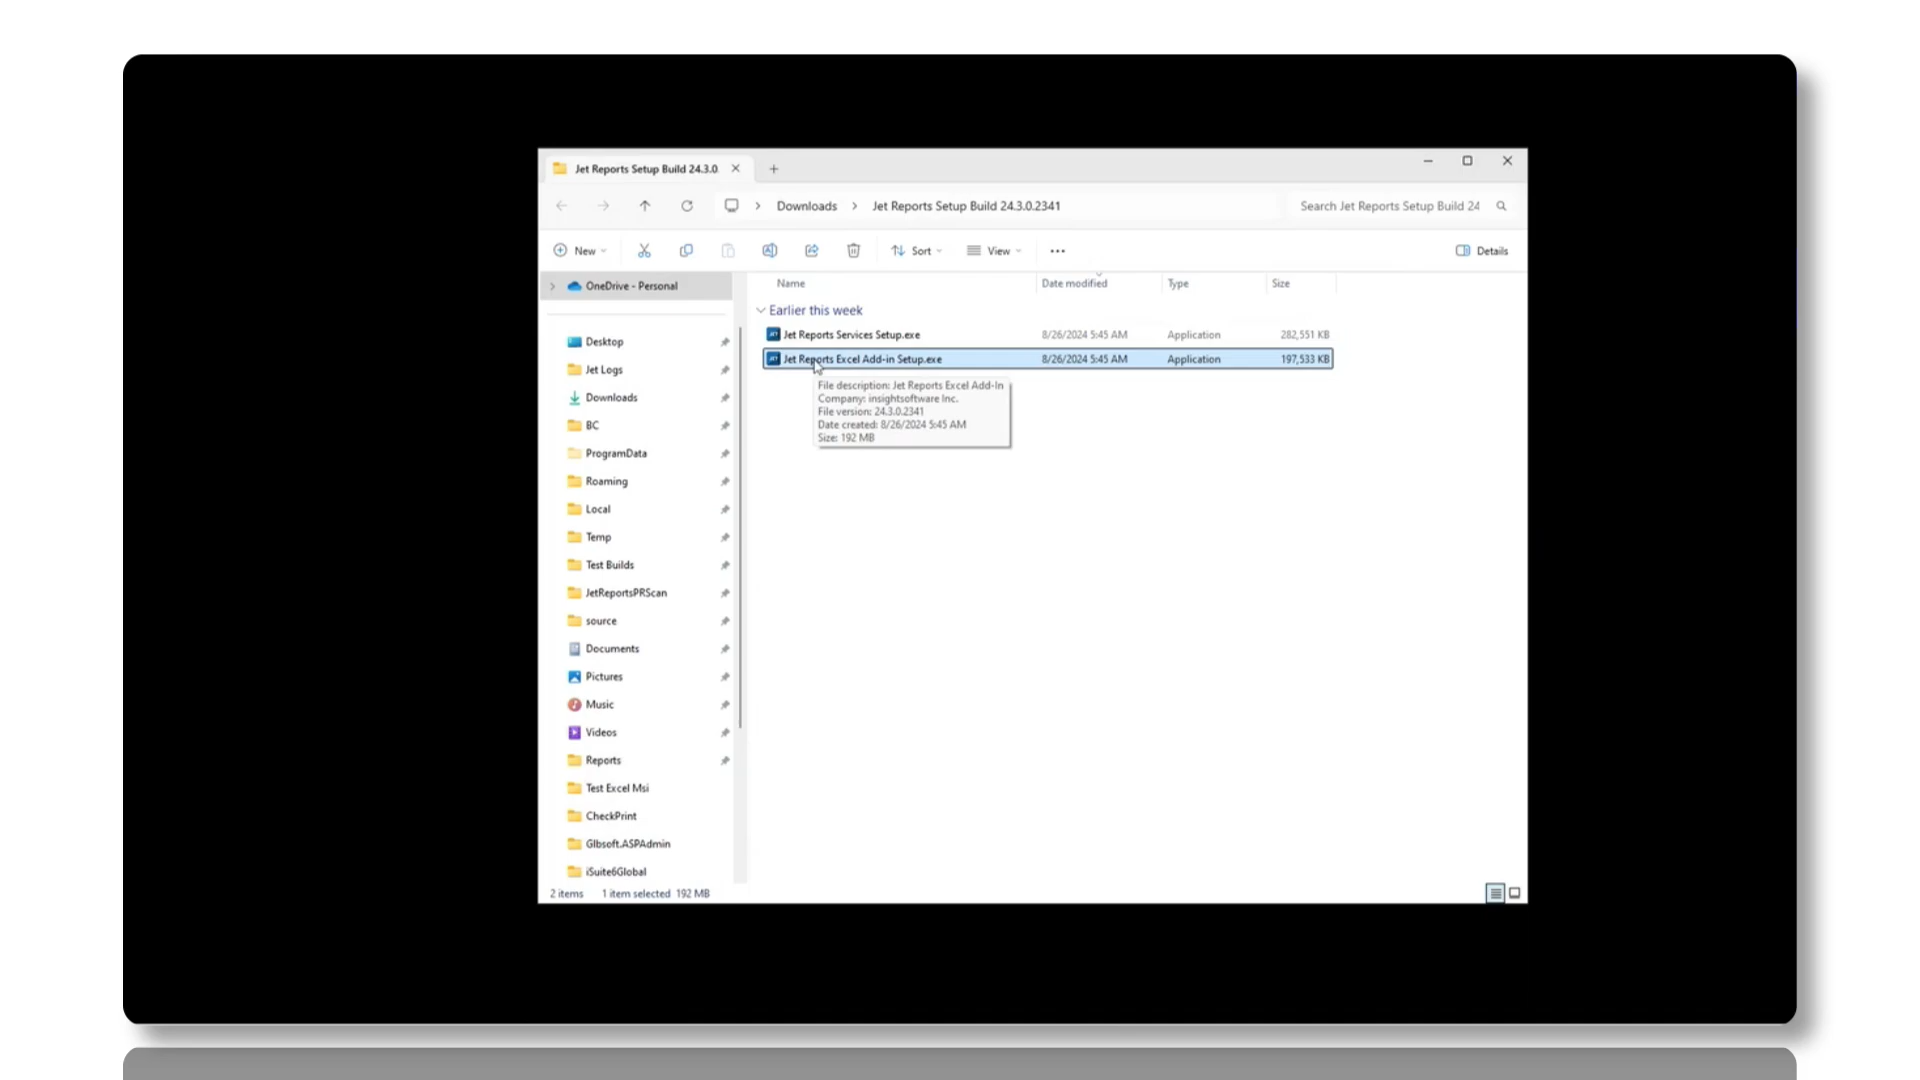 Jet Reports Setup Build 24.3.0
Downloads
Jet Reports Setup Build 24.3.0.2341
Search Jet Reports Setup Build 24
New
Sort
View
Details
OneDrive - Personal
Desktop
Jet Logs
Downloads
BC
ProgramData
Roaming
Local
Temp
Test Builds
JetReportsPRScan
source
Documents
Pictures
Music
Videos
Reports
Test Excel Msi
CheckPrint
Glbsoft.ASPAdmin
iSuite6Global
Name Date modified Type Size
Earlier this week
Jet Reports Services Setup.exe 8/26/2024 5:45 AM Application 282,551 KB
Jet Reports Excel Add-in Setup.exe 8/26/2024 5:45 AM Application 197,533 KB
File description: Jet Reports Excel Add-In
Company: insightsoftware Inc.
File version: 24.3.0.2341
Date created: 8/26/2024 5:45 AM
Size: 192 MB
2 items 1 item selected 192 MB